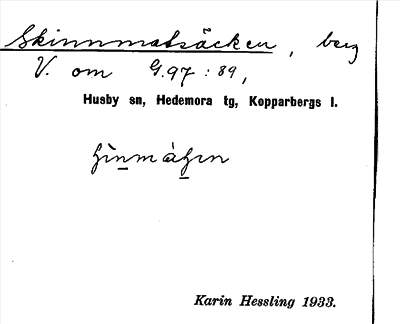 Skinnmatsäcken, berg
V. om G.97:89,
Husby sn, Hedemora tg, Kopparbergs l.
Karin Hessling 1933.